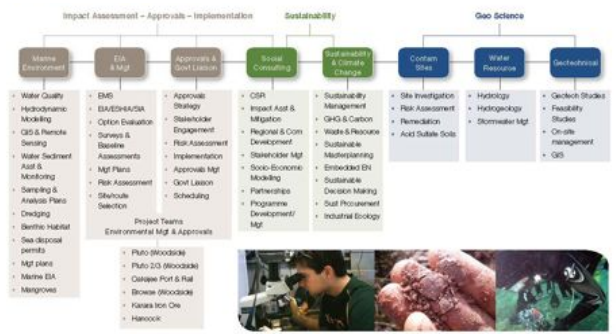 Impact Assessment – Approvals – Implementation
Sustainability
Geo Science
Marine
Environment
EIA
& Mgt
Approvals &
Govt Liaison
Social
Consulting
Sustainability
& Climate
Change
Contam
Sites
Water
Resource
Geotechnical
• Water Quality
• Hydrodynamic
Modelling
• GIS & Remote
Sensing
• Water Sediment
Asst &
Monitoring
• Sampling &
Analysis Plans
• Dredging
• Benthic Habitat
• Sea disposal
permits
• Mgt plans
• Marine EIA
• Mangroves
• EMS
• EIA/ESHIA/SIA
• Option Evaluation
• Surveys &
Baseline
Assessments
• Mgt Plans
• Risk Assessment
• Site/route
Selection
• Approvals
Strategy
• Stakeholder
Engagement
• Risk Assessment
• Implementation
• Approvals Mgt
• Govt Liaison
• Scheduling
Project Teams
Environmental Mgt & Approvals
• Pluto (Woodside)
• Pluto 2/3 (Woodside)
• Oakajee Port & Rail
• Browse (Woodside)
• Karara Iron Ore
• Hancock
• CSR
• Impact Asst &
Mitigation
• Regional & Com
Development
• Stakeholder Mgt
• Socio-Economic
Modelling
• Partnerships
• Programme
Development/
Mgt
• Sustainability
Management
• GHG & Carbon
• Waste & Resource
• Sustainable
Masterplanning
• Embedded EN
• Sustainable
Decision Making
• Sust Procurement
• Industrial Ecology
• Site Investigation
• Risk Assessment
• Remediation
• Acid Sulfate Soils
• Hydrology
• Hydrogeology
• Stormwater Mgt
• Geotech Studies
• Feasibility
Studies
• On-site
management
• GIS